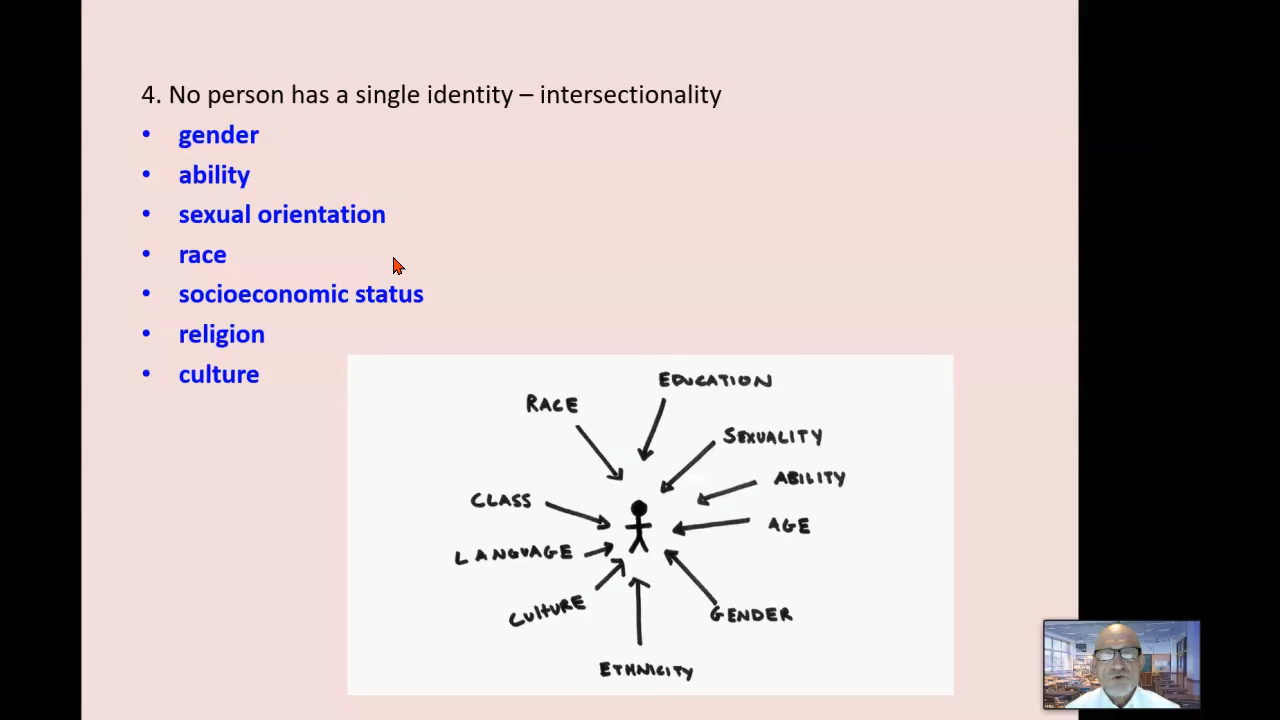 4. No person has a single identity – intersectionality
• gender
• ability
• sexual orientation
• race
• socioeconomic status
• religion
• culture
EDUCATION
RACE
SEXUALITY
ABILITY
CLASS
AGE
LANGUAGE
CULTURE
GENDER
ETHNICITY